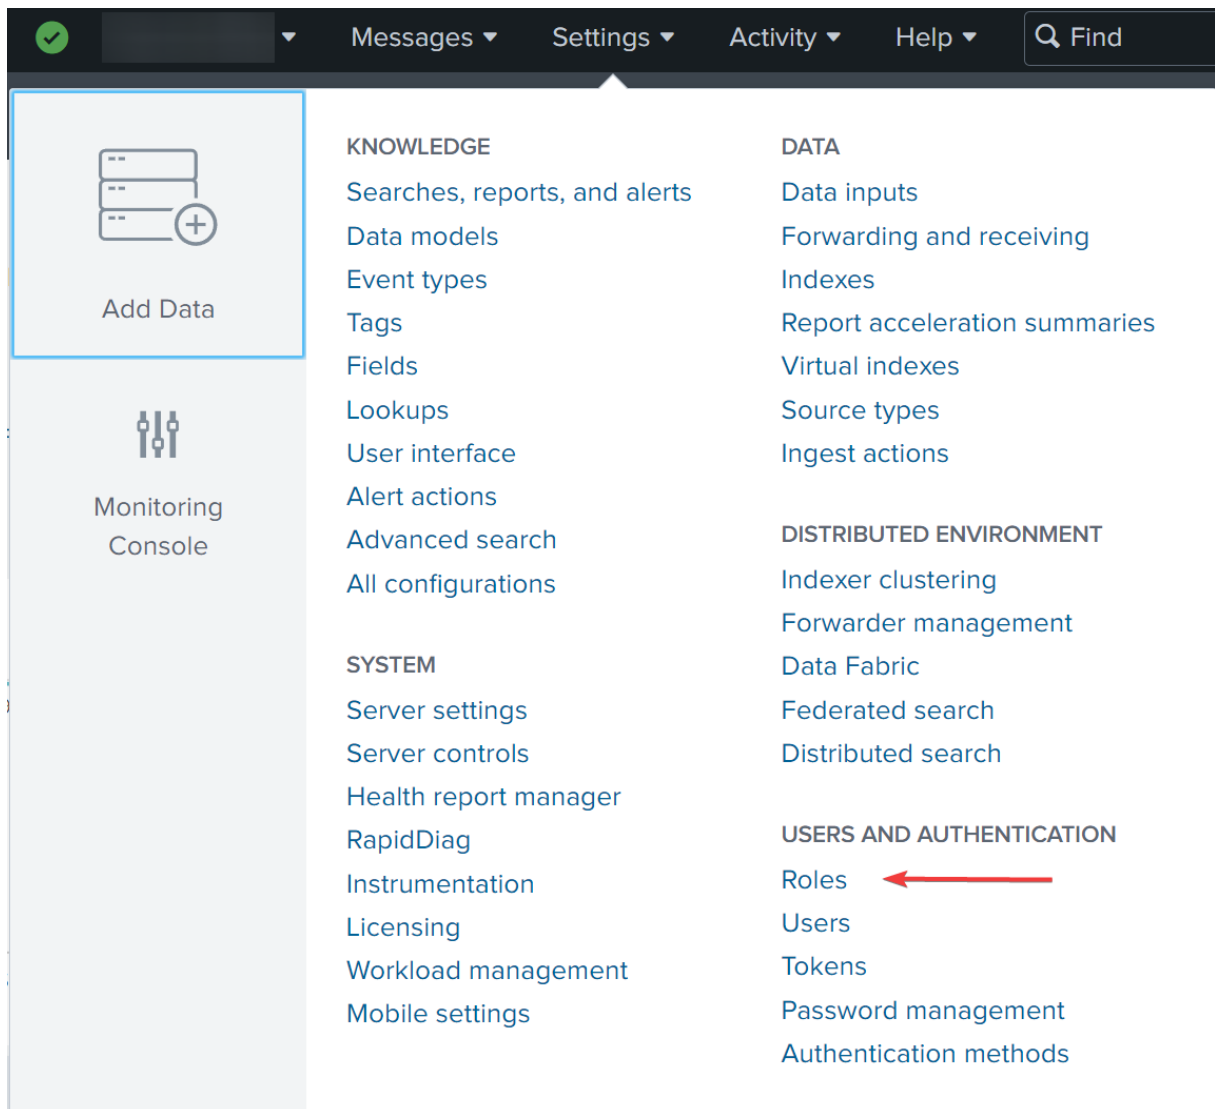 Messages Settings Activity Help Find
Add Data
Monitoring
Console
KNOWLEDGE
Searches, reports, and alerts
Data models
Event types
Tags
Fields
Lookups
User interface
Alert actions
Advanced search
All configurations
SYSTEM
Server settings
Server controls
Health report manager
RapidDiag
Instrumentation
Licensing
Workload management
Mobile settings
DATA
Data inputs
Forwarding and receiving
Indexes
Report acceleration summaries
Virtual indexes
Source types
Ingest actions
DISTRIBUTED ENVIRONMENT
Indexer clustering
Forwarder management
Data Fabric
Federated search
Distributed search
USERS AND AUTHENTICATION
Roles
Users
Tokens
Password management
Authentication methods